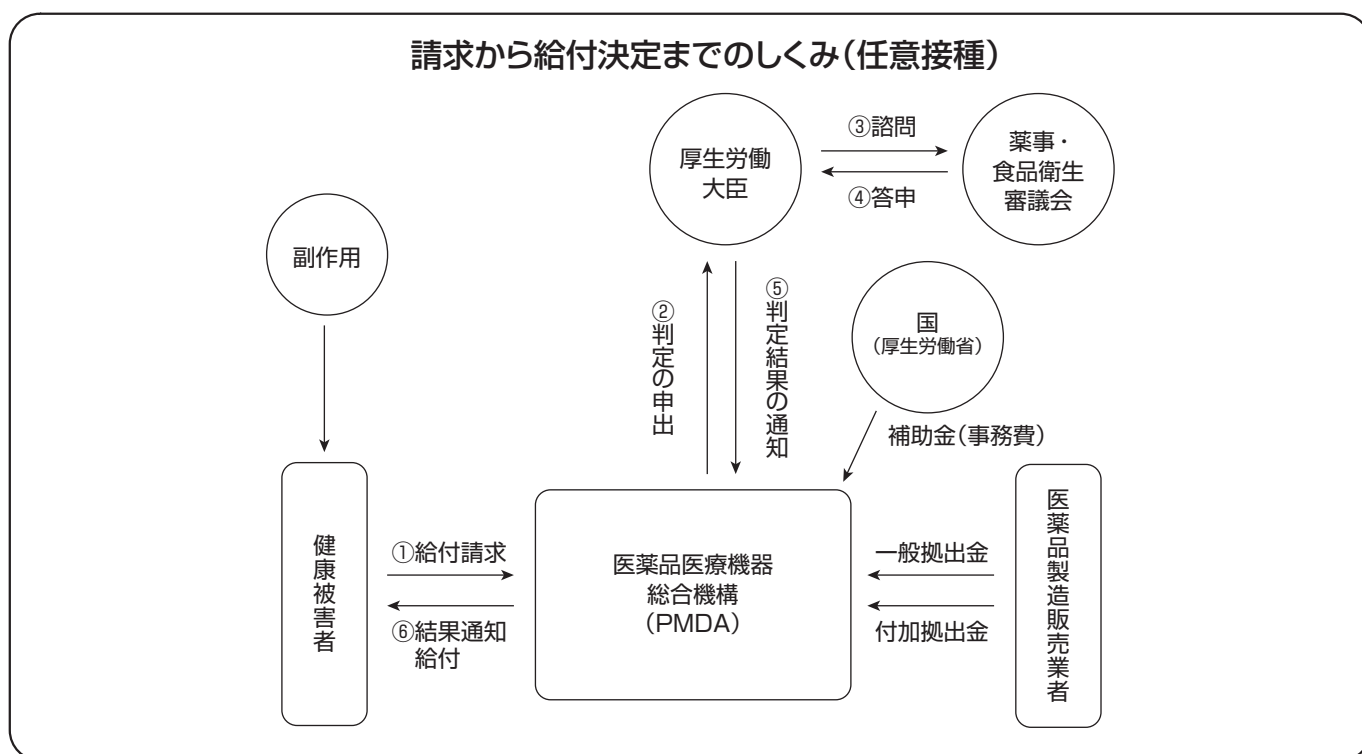 請求から給付決定までのしくみ（任意接種）
厚生労働
大臣
③諮問
④答申
薬事・
食品衛生
審議会
副作用
②判定の申出
⑤判定結果の通知
国
（厚生労働省）
補助金（事務費）
健康被害者
①給付請求
⑥結果通知
給付
医薬品医療機器
総合機構
（PMDA）
一般拠出金
付加拠出金
医薬品製造販売業者